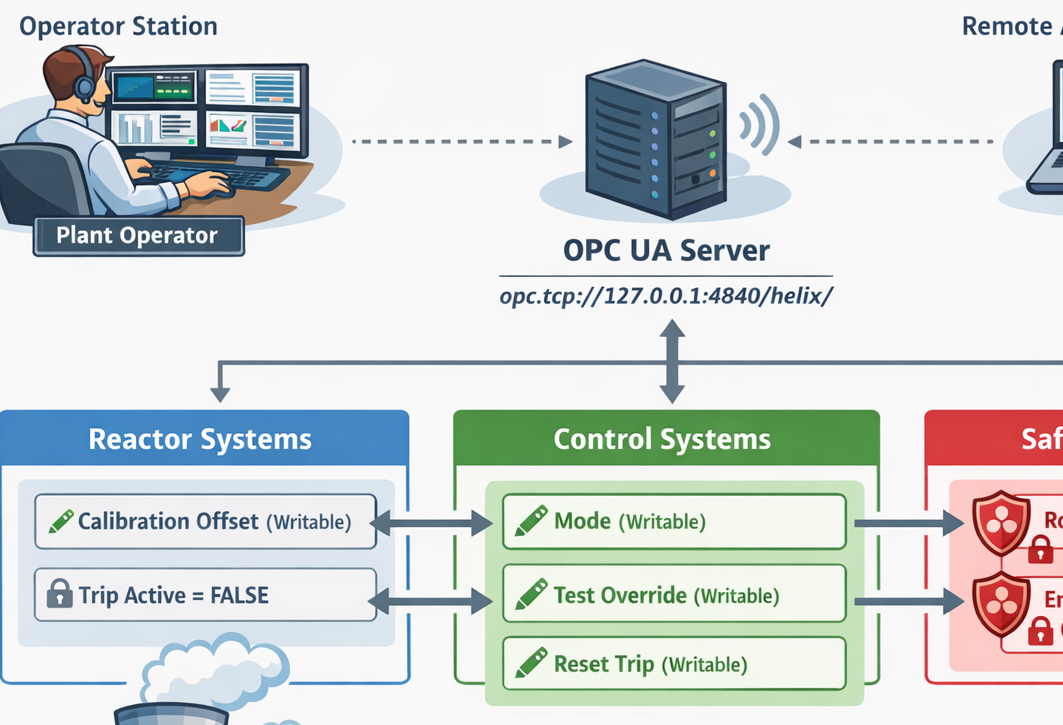 Operator Station
Remote
Plant Operator
OPC UA Server
opc.tcp://127.0.0.1:4840/helix/
Reactor Systems
Calibration Offset (Writable)
Trip Active = FALSE
Control Systems
Mode (Writable)
Test Override (Writable)
Reset Trip (Writable)